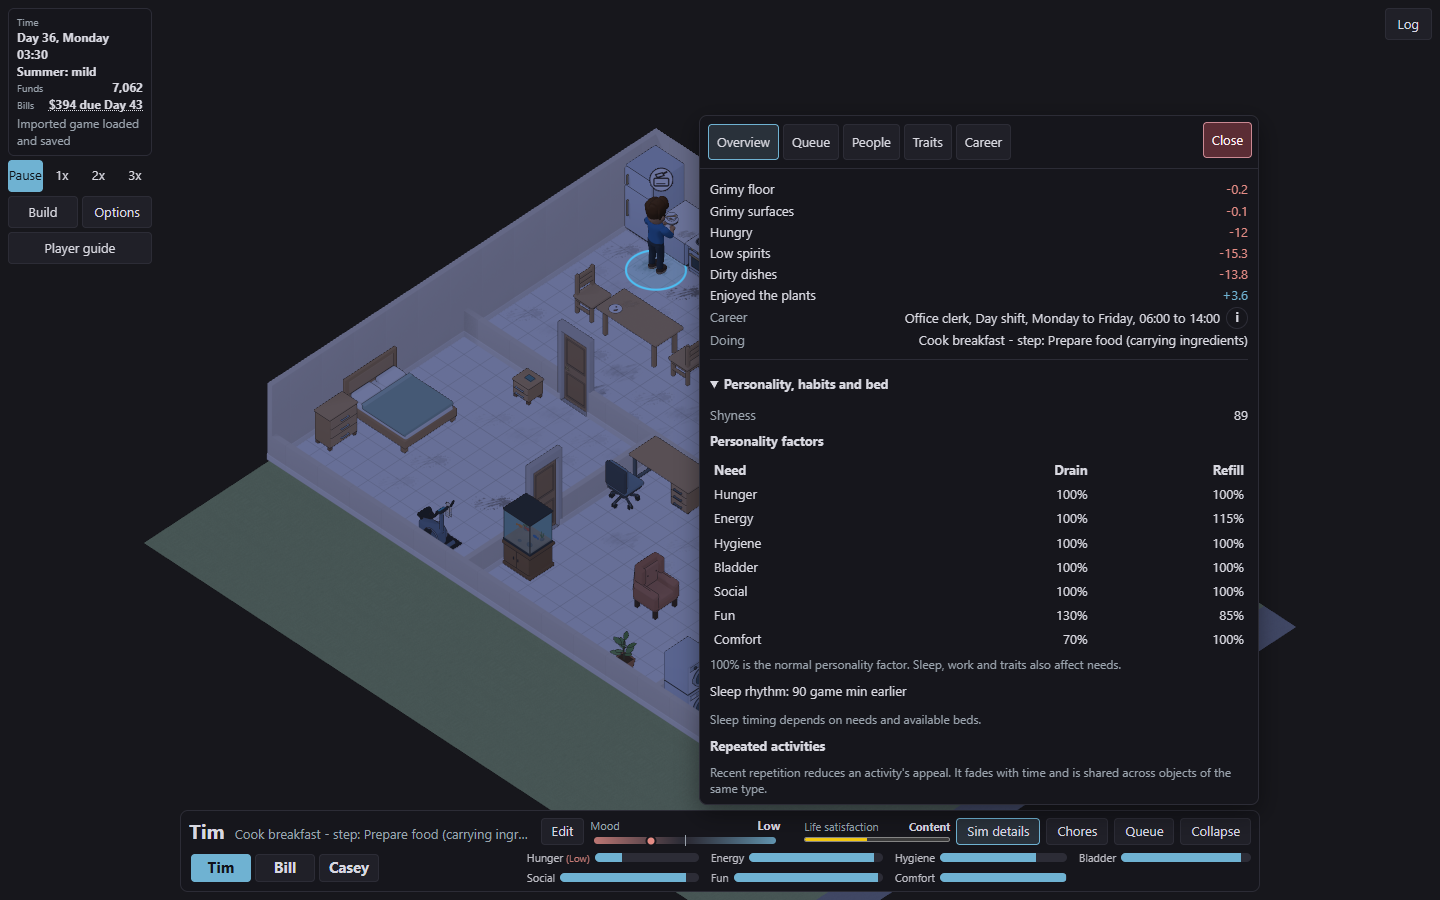 Time
Day 36, Monday
03:30
Summer: mild
Funds 7,062
Bills $394 due Day 43
Imported game loaded
and saved
Pause 1x 2x 3x
Build Options
Player guide
Log
Overview Queue People Traits Career Close
Grimy floor -0.2
Grimy surfaces -0.1
Hungry -12
Low spirits -15.3
Dirty dishes -13.8
Enjoyed the plants +3.6
Career Office clerk, Day shift, Monday to Friday, 06:00 to 14:00 i
Doing Cook breakfast - step: Prepare food (carrying ingredients)
▼ Personality, habits and bed
Shyness 89
Personality factors
Need Drain Refill
Hunger 100% 100%
Energy 100% 115%
Hygiene 100% 100%
Bladder 100% 100%
Social 100% 100%
Fun 130% 85%
Comfort 70% 100%
100% is the normal personality factor. Sleep, work and traits also affect needs.
Sleep rhythm: 90 game min earlier
Sleep timing depends on needs and available beds.
Repeated activities
Recent repetition reduces an activity's appeal. It fades with time and is shared across objects of the
same type.
Tim Cook breakfast - step: Prepare food (carrying ingr... Edit Mood Low Life satisfaction Content Sim details Chores Queue Collapse
Tim Bill Casey
Hunger (Low) Energy Hygiene Bladder
Social Fun Comfort